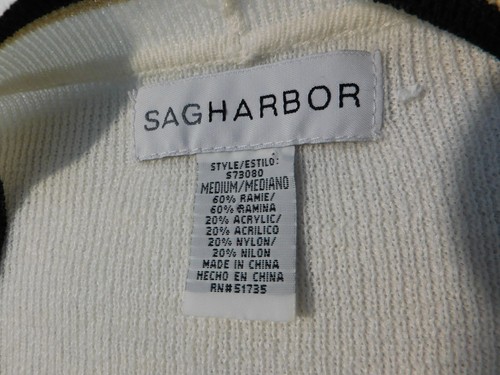 SAGHARBOR
STYLE/ESTILO:
S73080
MEDIUM/MEDIANO
60% RAMIE/
60% RAMINA
20% ACRYLIC/
20% ACRILICO
20% NYLON/
20% NILON
MADE IN CHINA
HECHO EN CHINA
RN#51735